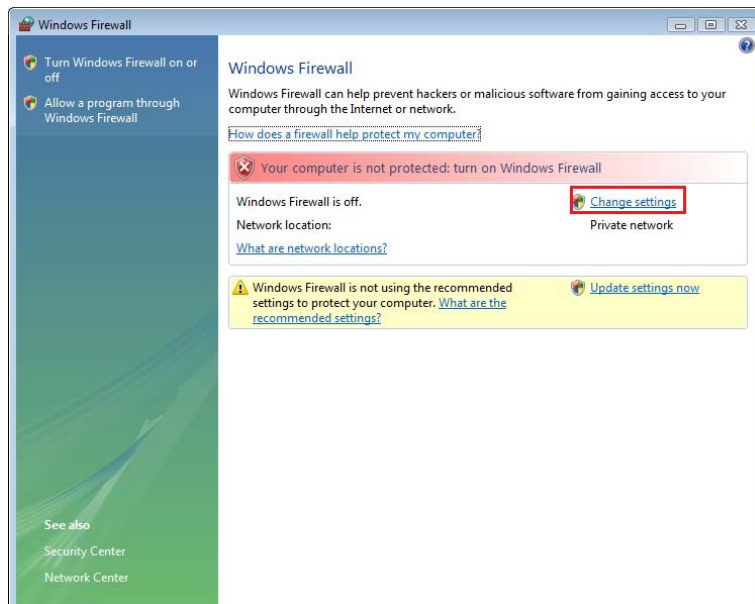 Windows Firewall
Turn Windows Firewall on or
off
Allow a program through
Windows Firewall
See also
Security Center
Network Center
Windows Firewall
Windows Firewall can help prevent hackers or malicious software from gaining access to your
computer through the Internet or network.
How does a firewall help protect my computer?
Your computer is not protected: turn on Windows Firewall
Windows Firewall is off.
Change settings
Network location:
Private network
What are network locations?
Windows Firewall is not using the recommended
settings to protect your computer. What are the
recommended settings?
Update settings now